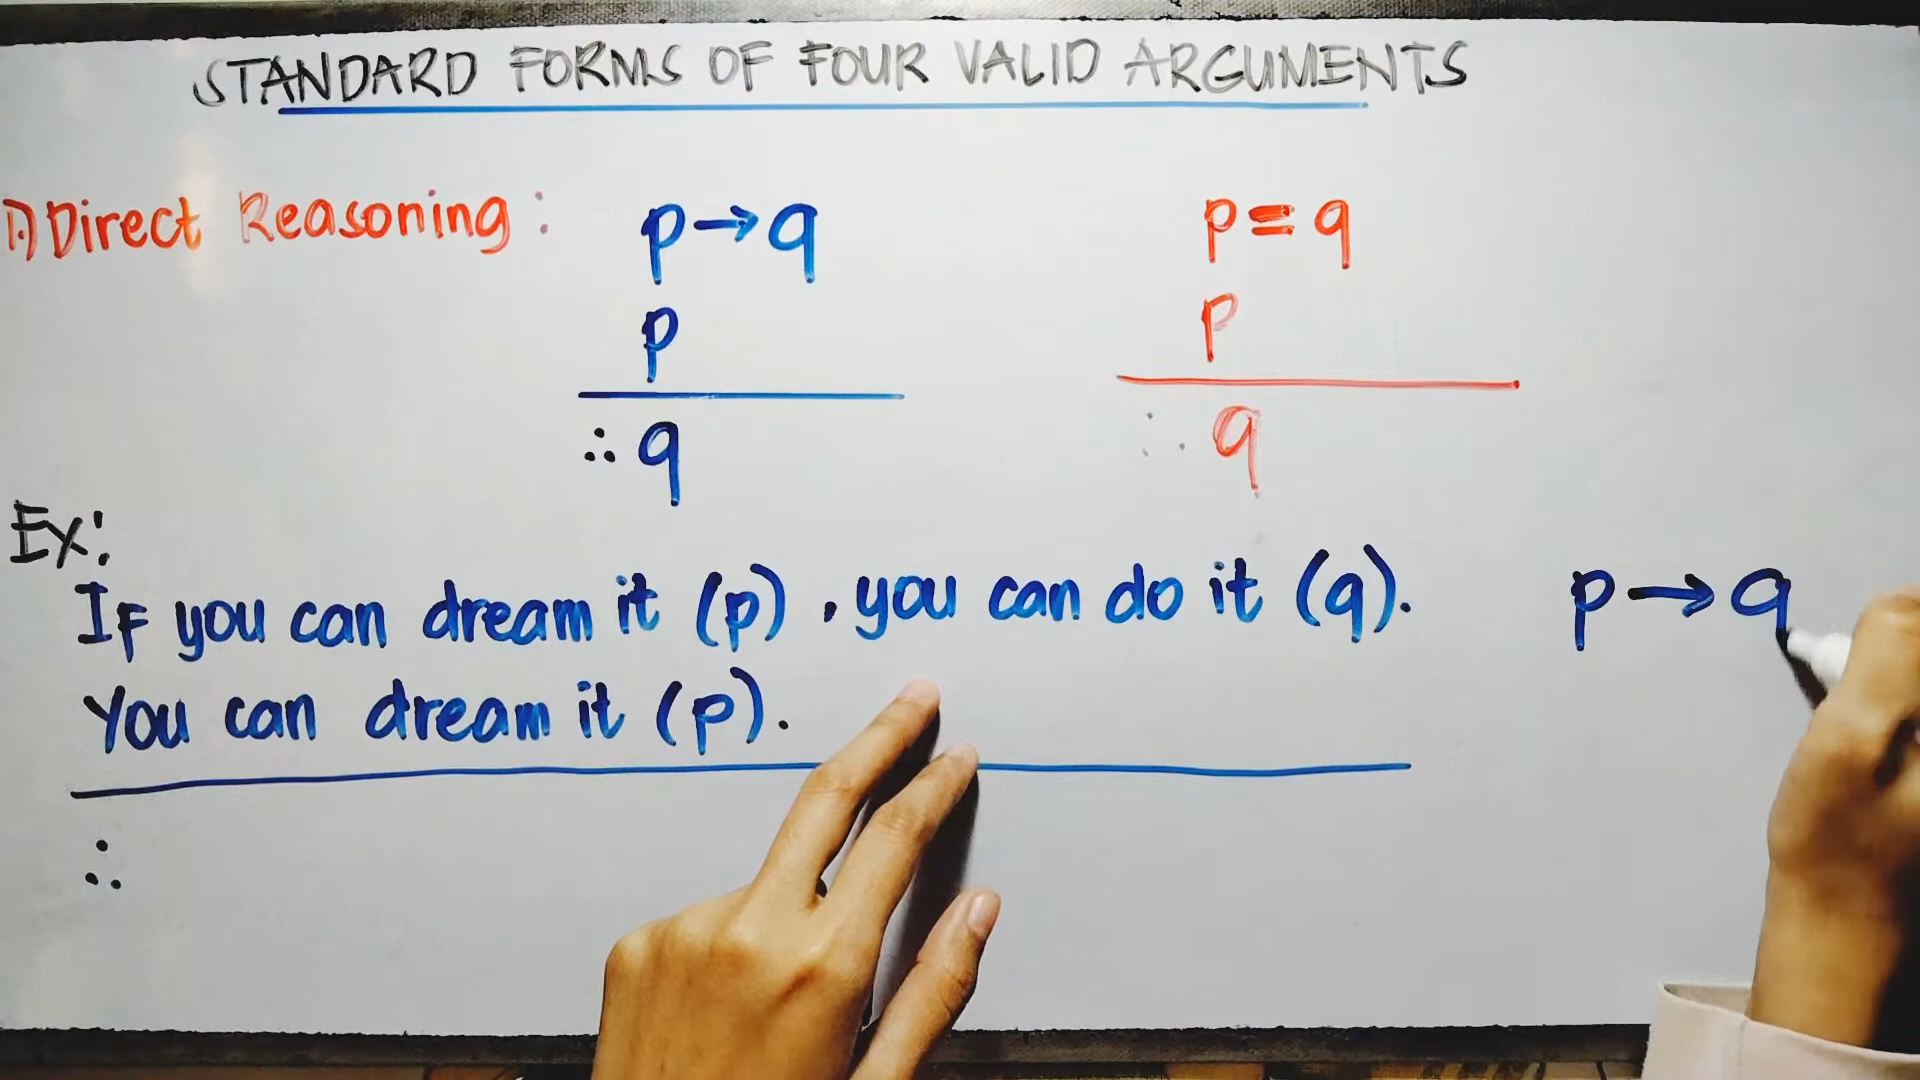 STANDARD FORMS OF FOUR VALID ARGUMENTS
1.) Direct Reasoning :
p → q
p
∴ q
p = q
p
∴ q
Ex:
If you can dream it (p), you can do it (q).
You can dream it (p).
∴
p → q